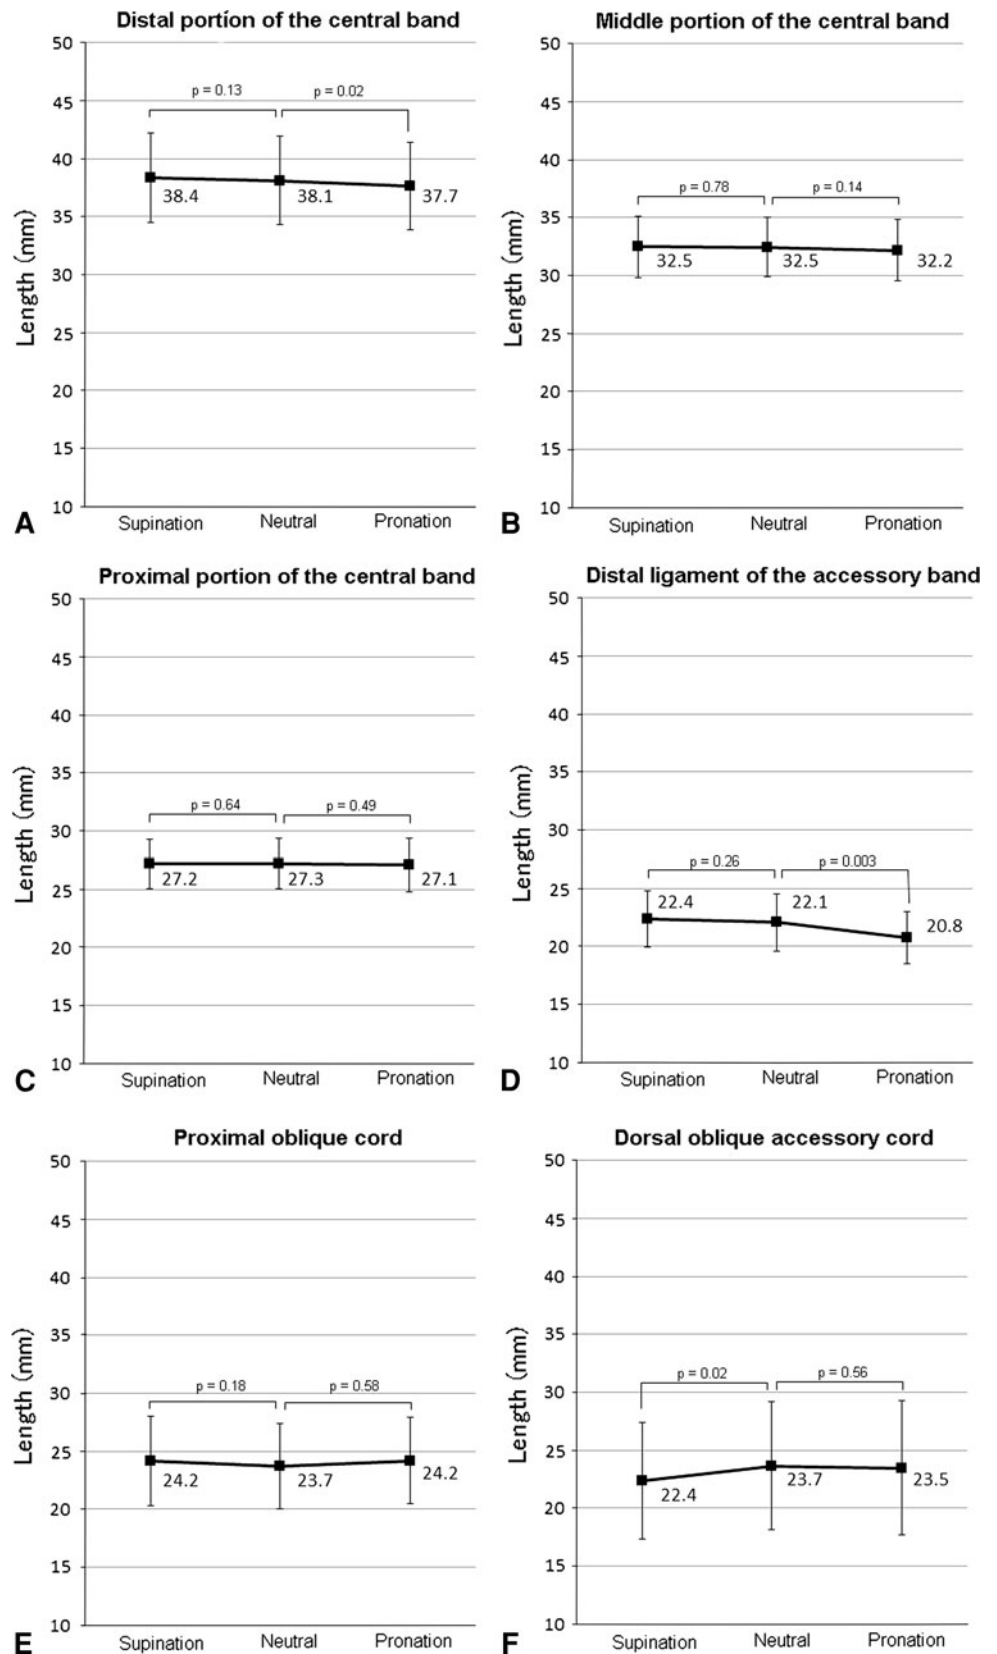 Distal portion of the central band
50
45
40
35
30
25
20
15
10
Length (mm)
p = 0.13
p = 0.02
38.4
38.1
37.7
A
Supination Neutral Pronation
Middle portion of the central band
50
45
40
35
30
25
20
15
10
Length (mm)
p = 0.78
p = 0.14
32.5
32.5
32.2
B
Supination Neutral Pronation
Proximal portion of the central band
50
45
40
35
30
25
20
15
10
Length (mm)
p = 0.64
p = 0.49
27.2
27.3
27.1
C
Supination Neutral Pronation
Distal ligament of the accessory band
50
45
40
35
30
25
20
15
10
Length (mm)
p = 0.26
p = 0.003
22.4
22.1
20.8
D
Supination Neutral Pronation
Proximal oblique cord
50
45
40
35
30
25
20
15
10
Length (mm)
p = 0.18
p = 0.58
24.2
23.7
24.2
E
Supination Neutral Pronation
Dorsal oblique accessory cord
50
45
40
35
30
25
20
15
10
Length (mm)
p = 0.02
p = 0.56
22.4
23.7
23.5
F
Supination Neutral Pronation